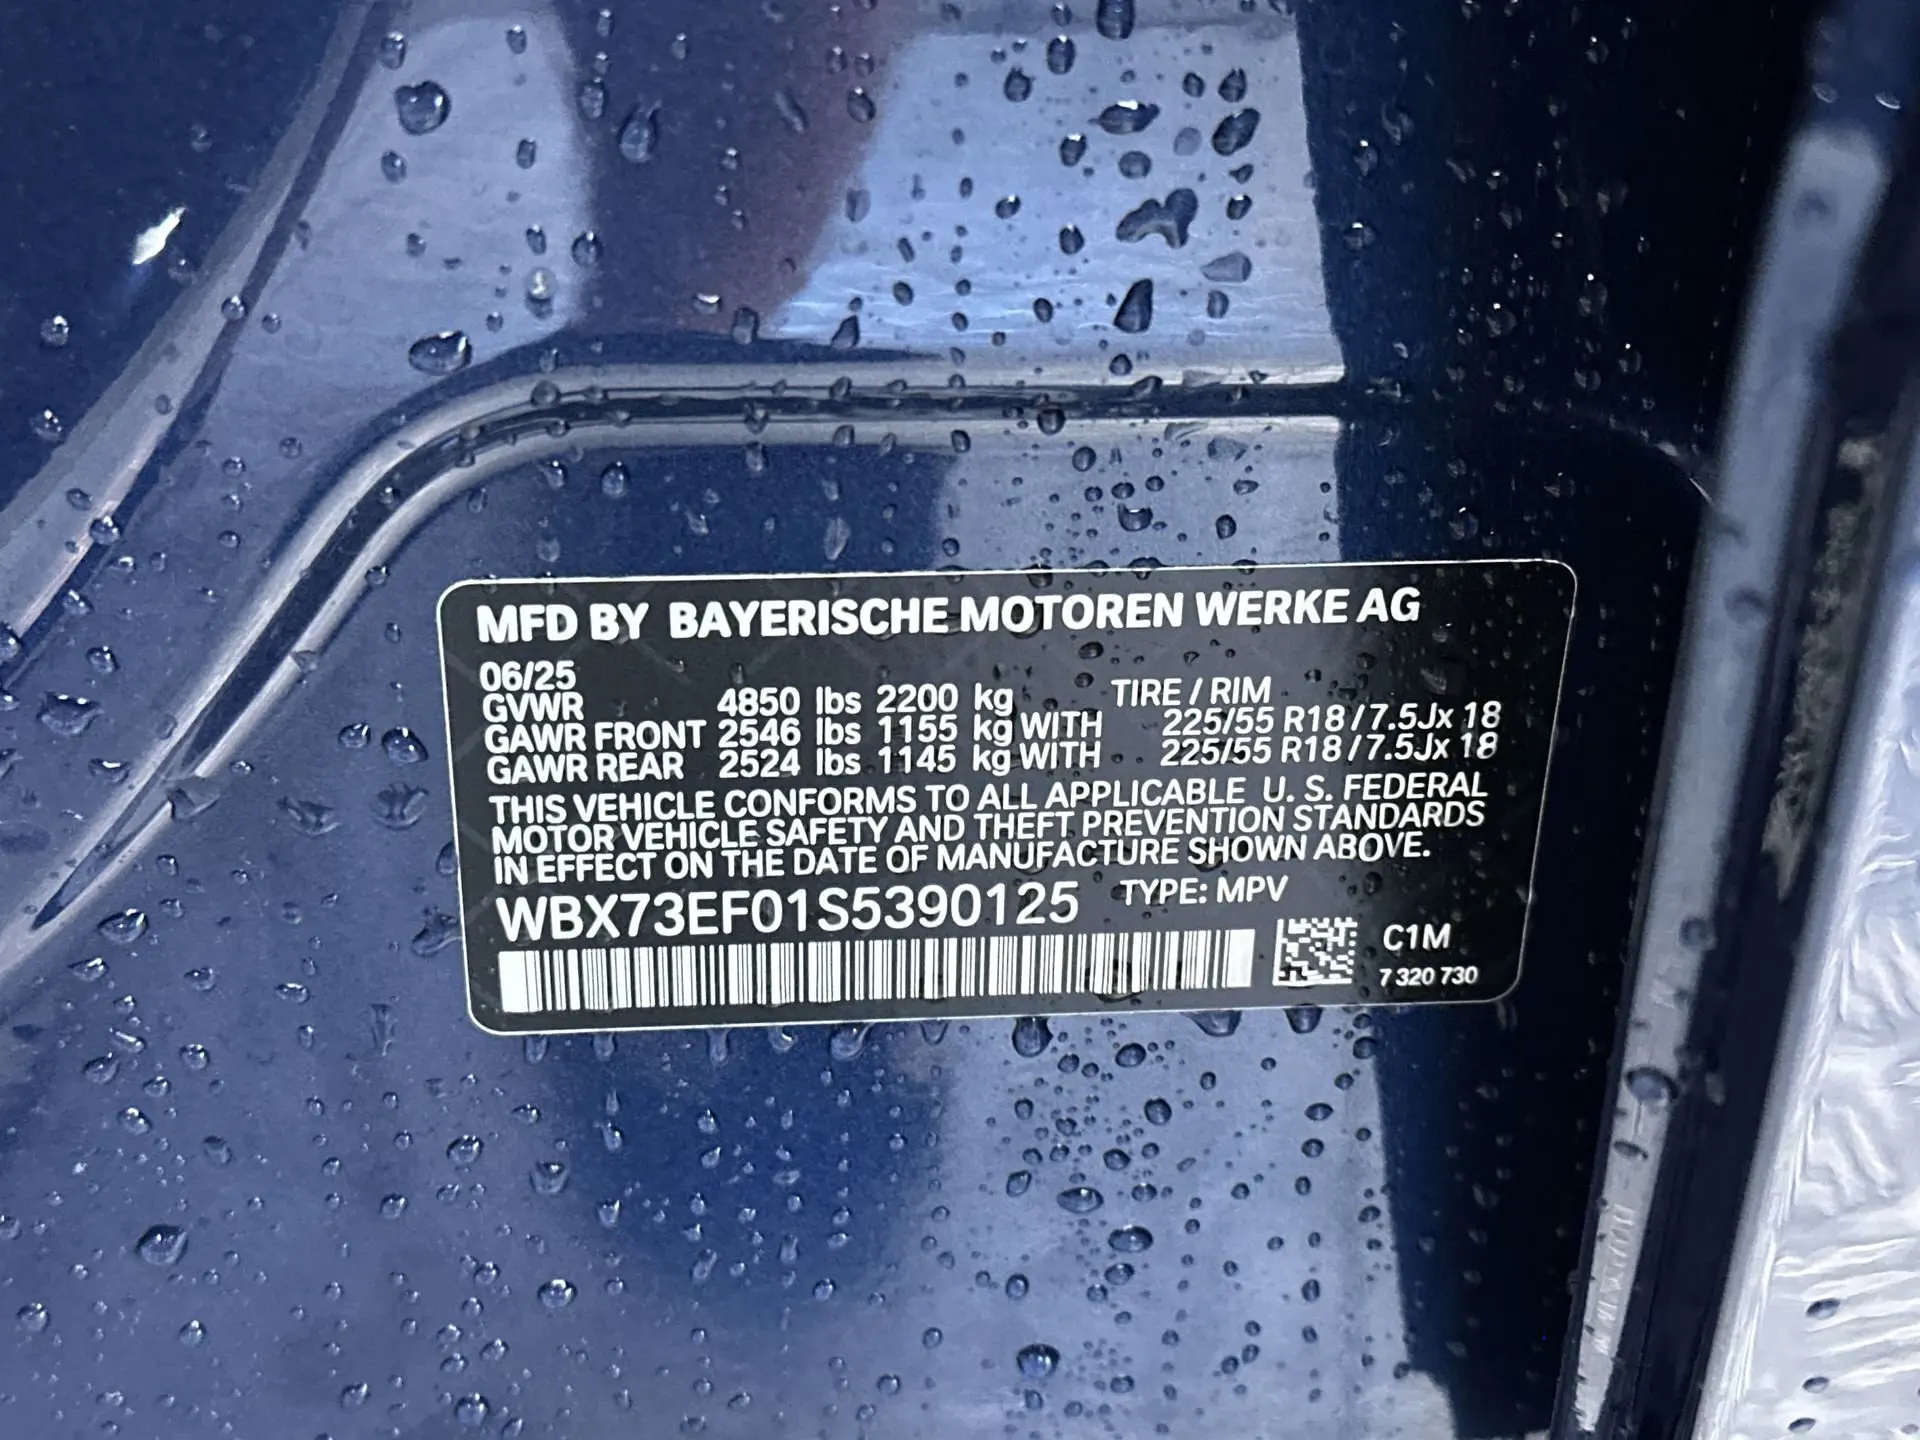 MFD BY BAYERISCHE MOTOREN WERKE AG
06/25
GVWR 4850 lbs 2200 kg TIRE / RIM
GAWR FRONT 2546 lbs 1155 kg WITH 225/55 R18 / 7.5Jx 18
GAWR REAR 2524 lbs 1145 kg WITH 225/55 R18 / 7.5Jx 18
THIS VEHICLE CONFORMS TO ALL APPLICABLE U. S. FEDERAL
MOTOR VEHICLE SAFETY AND THEFT PREVENTION STANDARDS
IN EFFECT ON THE DATE OF MANUFACTURE SHOWN ABOVE.
WBX73EF01S5390125 TYPE: MPV
C1M
7 320 730